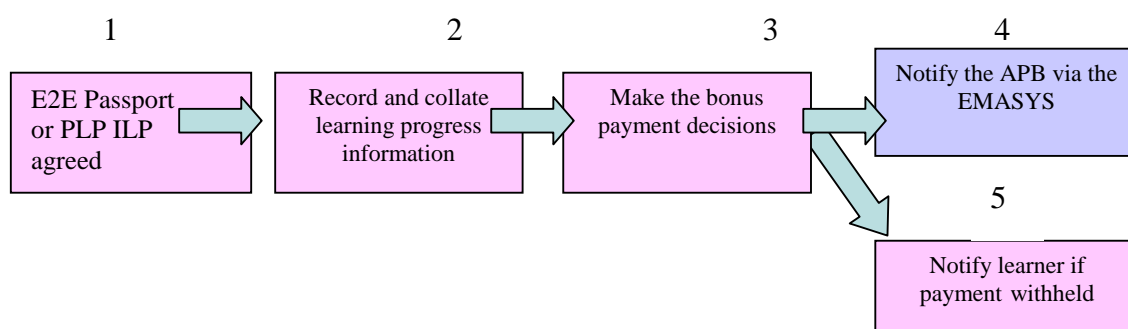 1
2
3
4
E2E Passport
or PLP ILP
agreed
Record and collate
learning progress
information
Make the bonus
payment decisions
Notify the APB via the
EMASYS
5
Notify learner if
payment withheld